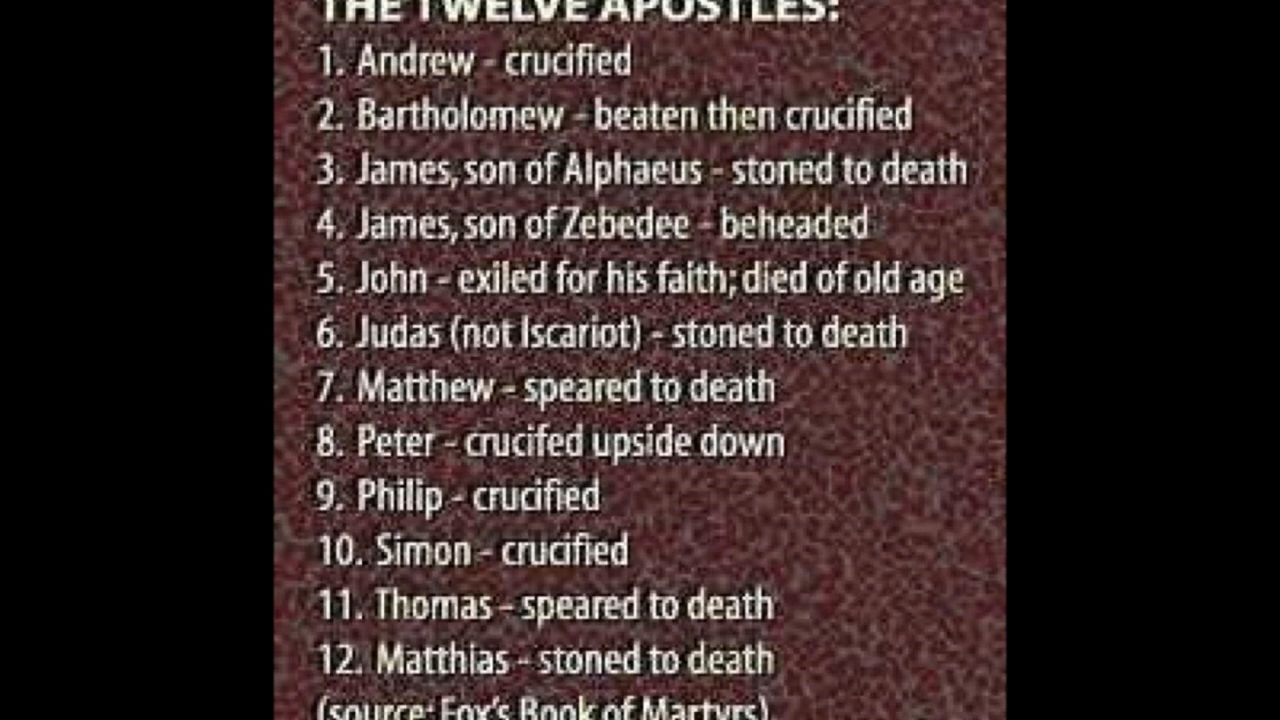 THE TWELVE APOSTLES:
1. Andrew - crucified
2. Bartholomew - beaten then crucified
3. James, son of Alphaeus - stoned to death
4. James, son of Zebedee - beheaded
5. John - exiled for his faith; died of old age
6. Judas (not Iscariot) - stoned to death
7. Matthew - speared to death
8. Peter - crucifed upside down
9. Philip - crucified
10. Simon - crucified
11. Thomas - speared to death
12. Matthias - stoned to death
(source: Fox's Book of Martyrs)